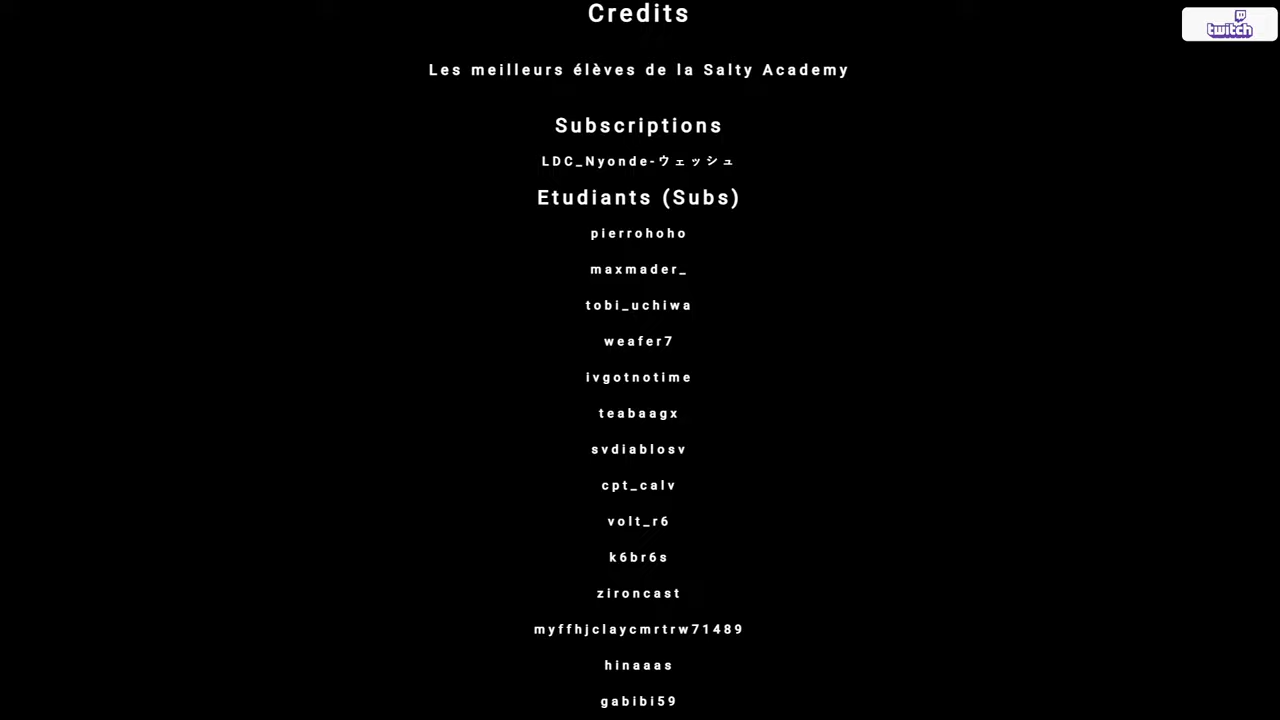 Credits
twitch
Les meilleurs élèves de la Salty Academy
Subscriptions
LDC_Nyonde-ウェッシュ
Etudiants (Subs)
pierrohoho
maxmader_
tobi_uchiwa
weafer7
ivgotnotime
teabaagx
svdiablosv
cpt_calv
volt_r6
k6br6s
zironcast
myffhjclaycmrtrw71489
hinaaas
gabibi59